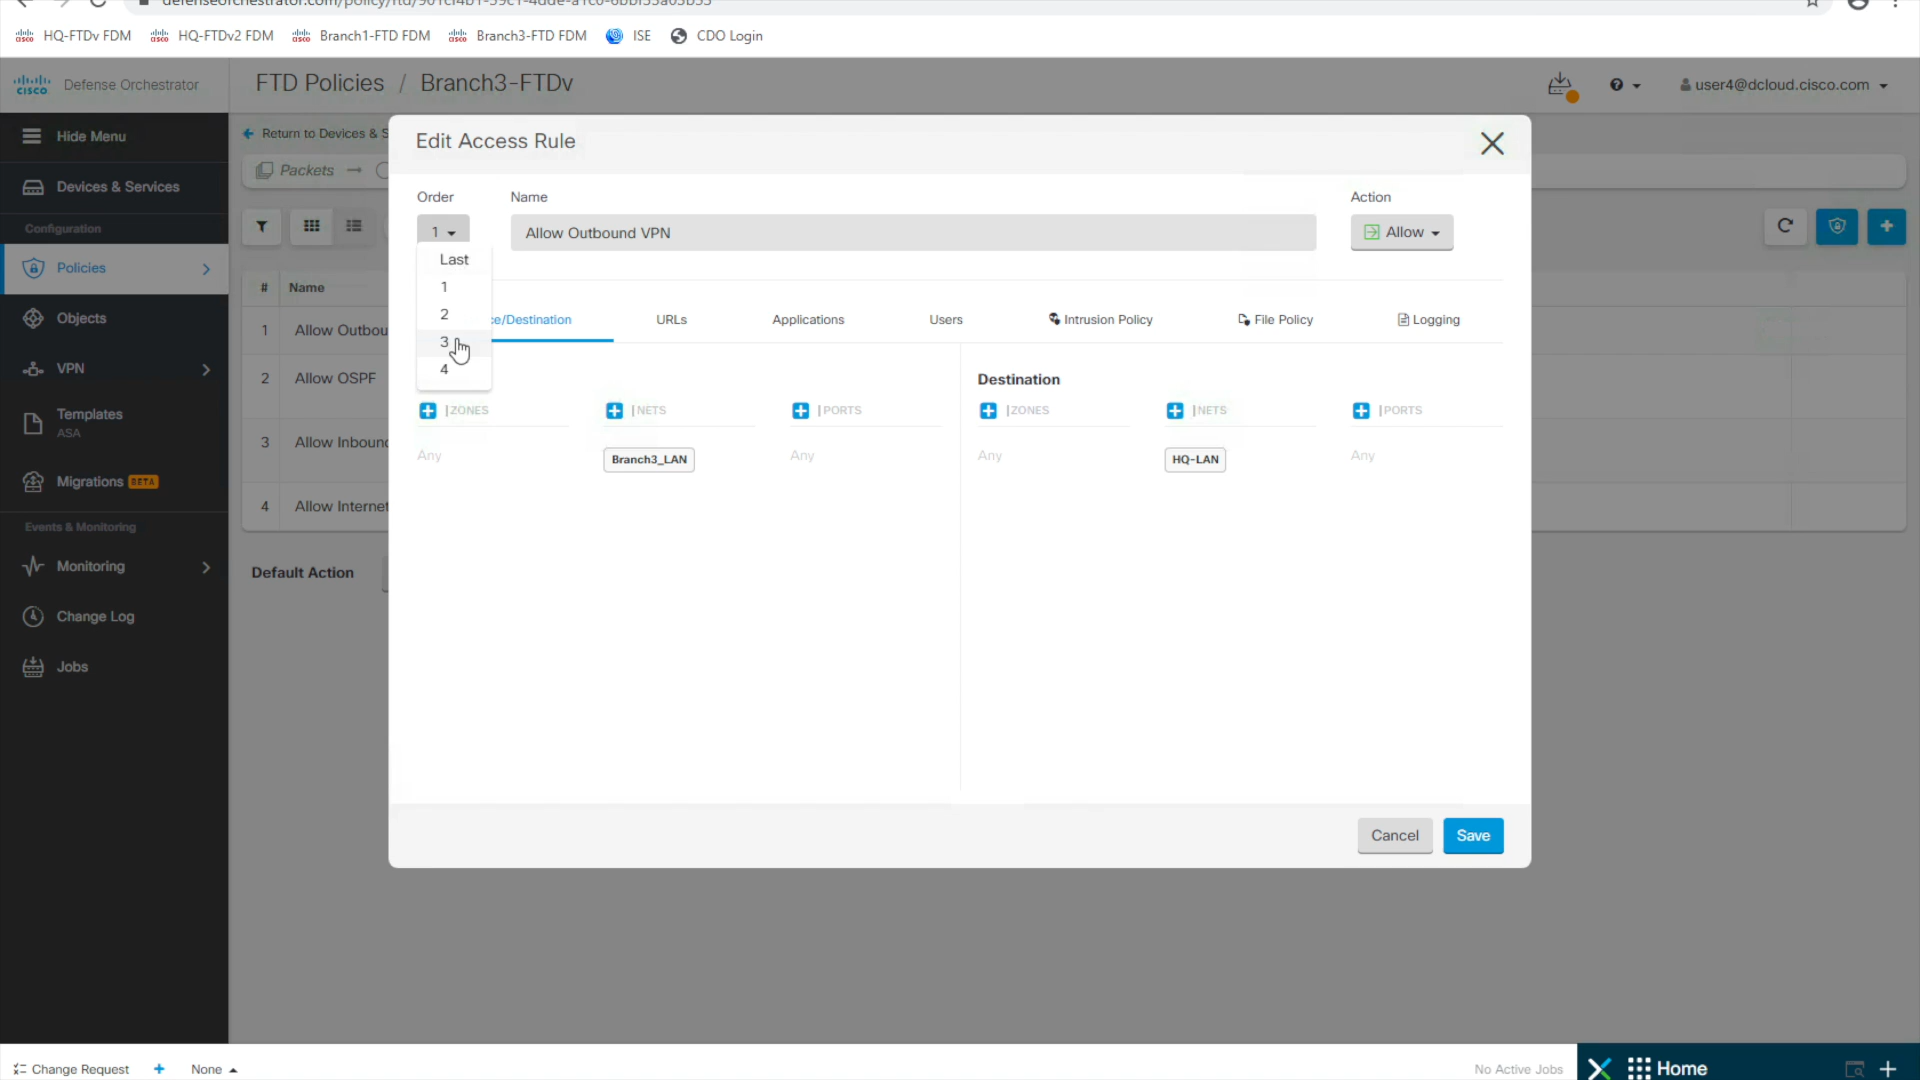 HQ-FTDv FDM HQ-FTDv2 FDM Branch1-FTD FDM Branch3-FTD FDM ISE CDO Login
CISCO Defense Orchestrator FTD Policies / Branch3-FTDv user4@dcloud.cisco.com
Hide Menu
Return to Devices & S
Packets
Devices & Services
Configuration
Policies
Objects
VPN
Templates
ASA
Migrations BETA
Events & Monitoring
Monitoring
Change Log
Jobs
# Name
1 Allow Outbou
2 Allow OSPF
3 Allow Inbound
4 Allow Internet
Default Action
Edit Access Rule
Order Name Action
1 Allow Outbound VPN Allow
Last
1
2
3
4
ce/Destination URLs Applications Users Intrusion Policy File Policy Logging
Destination
ZONES NETS PORTS ZONES NETS PORTS
Any Branch3_LAN Any Any HQ-LAN Any
Cancel Save
Change Request + None No Active Jobs Home